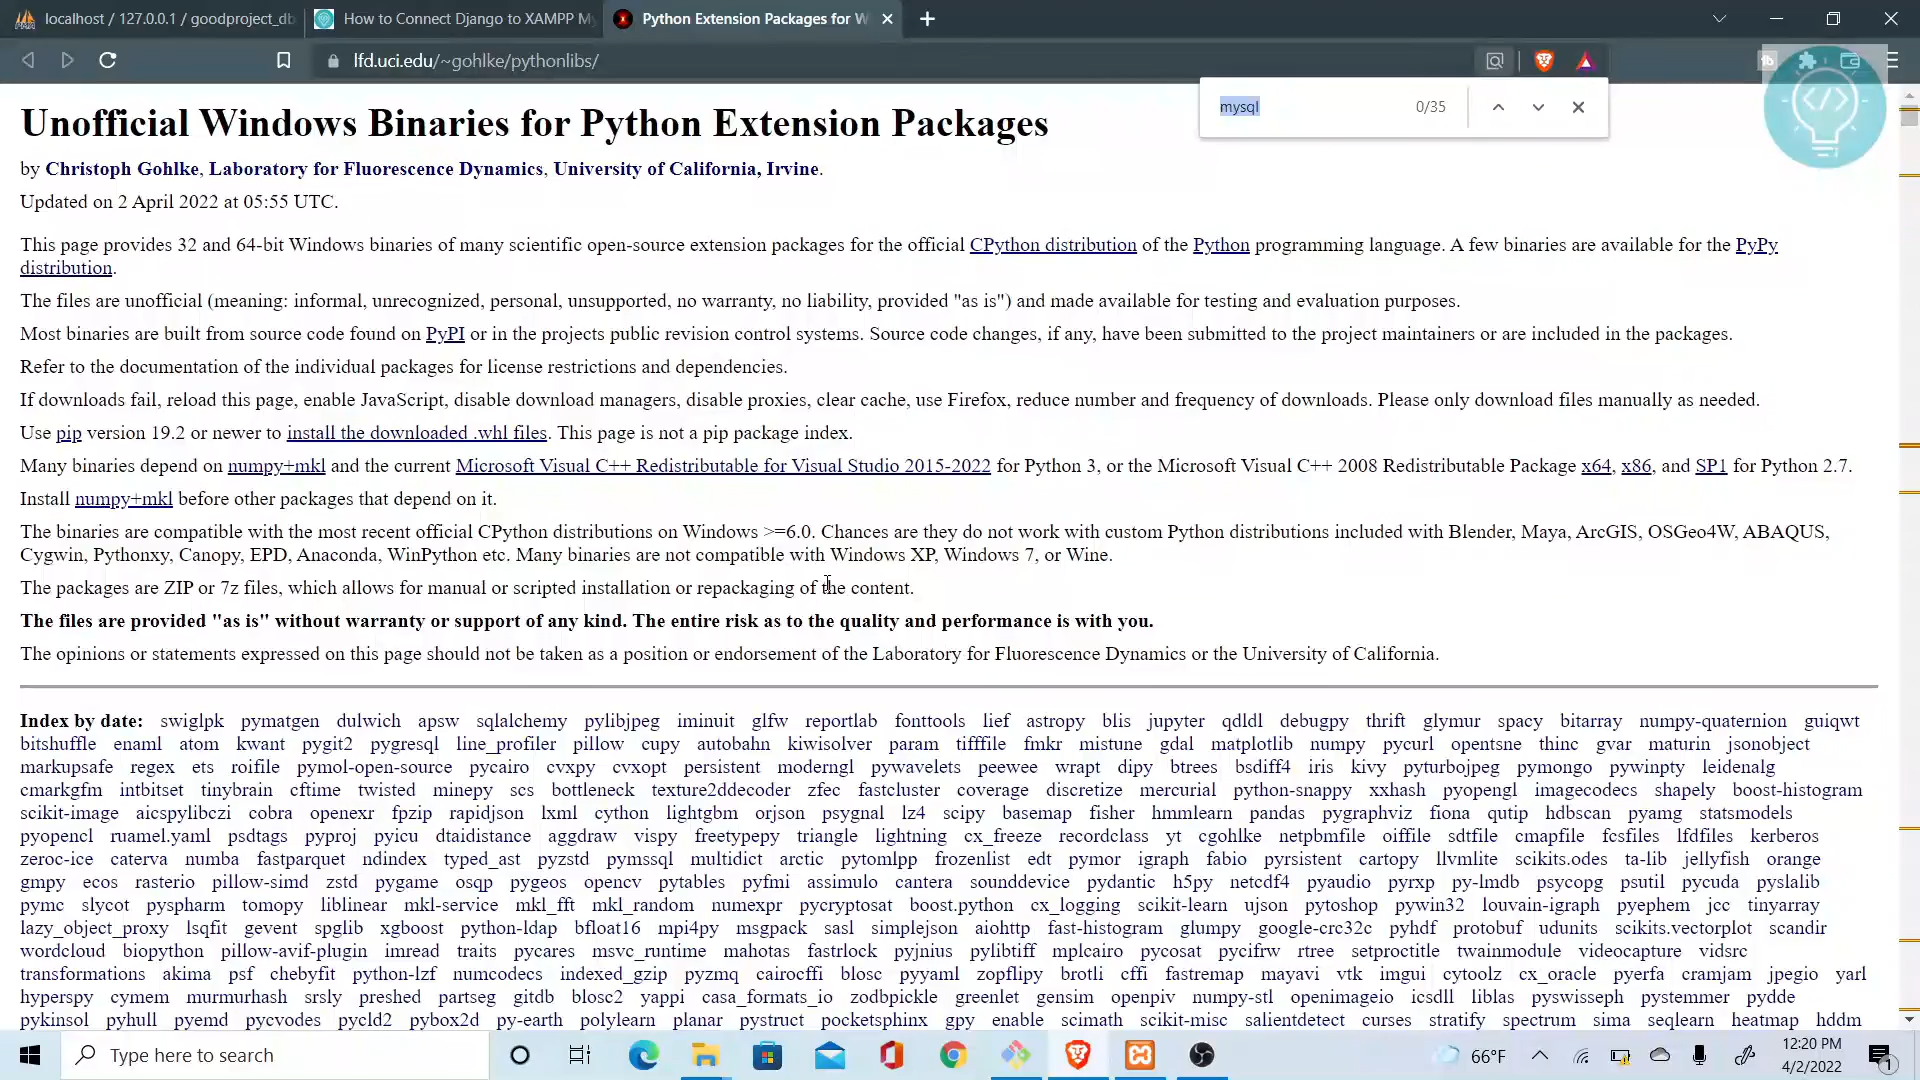 localhost / 127.0.0.1 / goodproject_db
How to Connect Django to XAMPP My
Python Extension Packages for W
lfd.uci.edu/~gohlke/pythonlibs/
mysql 0/35
Unofficial Windows Binaries for Python Extension Packages
by Christoph Gohlke, Laboratory for Fluorescence Dynamics, University of California, Irvine.
Updated on 2 April 2022 at 05:55 UTC.
This page provides 32 and 64-bit Windows binaries of many scientific open-source extension packages for the official CPython distribution of the Python programming language. A few binaries are available for the PyPy
distribution.
The files are unofficial (meaning: informal, unrecognized, personal, unsupported, no warranty, no liability, provided "as is") and made available for testing and evaluation purposes.
Most binaries are built from source code found on PyPI or in the projects public revision control systems. Source code changes, if any, have been submitted to the project maintainers or are included in the packages.
Refer to the documentation of the individual packages for license restrictions and dependencies.
If downloads fail, reload this page, enable JavaScript, disable download managers, disable proxies, clear cache, use Firefox, reduce number and frequency of downloads. Please only download files manually as needed.
Use pip version 19.2 or newer to install the downloaded .whl files. This page is not a pip package index.
Many binaries depend on numpy+mkl and the current Microsoft Visual C++ Redistributable for Visual Studio 2015-2022 for Python 3, or the Microsoft Visual C++ 2008 Redistributable Package x64, x86, and SP1 for Python 2.7.
Install numpy+mkl before other packages that depend on it.
The binaries are compatible with the most recent official CPython distributions on Windows >=6.0. Chances are they do not work with custom Python distributions included with Blender, Maya, ArcGIS, OSGeo4W, ABAQUS,
Cygwin, Pythonxy, Canopy, EPD, Anaconda, WinPython etc. Many binaries are not compatible with Windows XP, Windows 7, or Wine.
The packages are ZIP or 7z files, which allows for manual or scripted installation or repackaging of the content.
The files are provided "as is" without warranty or support of any kind. The entire risk as to the quality and performance is with you.
The opinions or statements expressed on this page should not be taken as a position or endorsement of the Laboratory for Fluorescence Dynamics or the University of California.
Index by date: swiglpk pymatgen dulwich apsw sqlalchemy pylibjpeg iminuit glfw reportlab fonttools lief astropy blis jupyter qdldl debugpy thrift glymur spacy bitarray numpy-quaternion guiqwt
bitshuffle enaml atom kwant pygit2 pygresql line_profiler pillow cupy autobahn kiwisolver param tifffile fmkr mistune gdal matplotlib numpy pycurl opentsne thinc gvar maturin jsonobject
markupsafe regex ets roifile pymol-open-source pycairo cvxpy cvxopt persistent moderngl pywavelets peewee wrapt dipy btrees bsdiff4 iris kivy pyturbojpeg pymongo pywinpty leidenalg
cmarkgfm intbitset tinybrain cftime twisted minepy scs bottleneck texture2ddecoder zfec fastcluster coverage discretize mercurial python-snappy xxhash pyopengl imagecodecs shapely boost-histogram
scikit-image aicspylibczi cobra openexr fpzip rapidjson lxml cython lightgbm orjson psygnal lz4 scipy basemap fisher hmmlearn pandas pygraphviz fiona qutip hdbscan pyamg statsmodels
pyopencl ruamel.yaml psdtags pyproj pyicu dtaidistance aggdraw vispy freetypepy triangle lightning cx_freeze recordclass yt cgohlke netpbmfile oiffile sdtfile cmapfile fcsfiles lfdfiles kerberos
zeroc-ice caterva numba fastparquet ndindex typed_ast pyzstd pymssql multidict arctic pytomlpp frozenlist edt pymor igraph fabio pyrsistent cartopy llvmlite scikits.odes ta-lib jellyfish orange
gmpy ecos rasterio pillow-simd zstd pygame osqp pygeos opencv pytables pyfmi assimulo cantera sounddevice pydantic h5py netcdf4 pyaudio pyrxp py-lmdb psycopg psutil pycuda pyslalib
pymc slycot pyspharm tomopy liblinear mkl-service mkl_fft mkl_random numexpr pycryptosat boost.python cx_logging scikit-learn ujson pytoshop pywin32 louvain-igraph pyephem jcc tinyarray
lazy_object_proxy lsqfit gevent spglib xgboost python-ldap bfloat16 mpi4py msgpack sasl simplejson aiohttp fast-histogram glumpy google-crc32c pyhdf protobuf udunits scikits.vectorplot scandir
wordcloud biopython pillow-avif-plugin imread traits pycares msvc_runtime mahotas fastrlock pyjnius pylibtiff mplcairo pycosat pycifrw rtree setproctitle twainmodule videocapture vidsrc
transformations akima psf chebyfit python-lzf numcodecs indexed_gzip pyzmq cairocffi blosc pyyaml zopflipy brotli cffi fastremap mayavi vtk imgui cytoolz cx_oracle pyerfa cramjam jpegio yarl
hyperspy cymem murmurhash srsly preshed partseg gitdb blosc2 yappi casa_formats_io zodbpickle greenlet gensim openpiv numpy-stl openimageio icsdll liblas pyswisseph pystemmer pydde
pykinsol pyhull pyemd pycvodes pycld2 pybox2d py-earth polylearn planar pystruct pocketsphinx gpy enable scimath scikit-misc salientdetect curses stratify spectrum sima seqlearn heatmap hddm
Type here to search
66°F
12:20 PM
4/2/2022
1